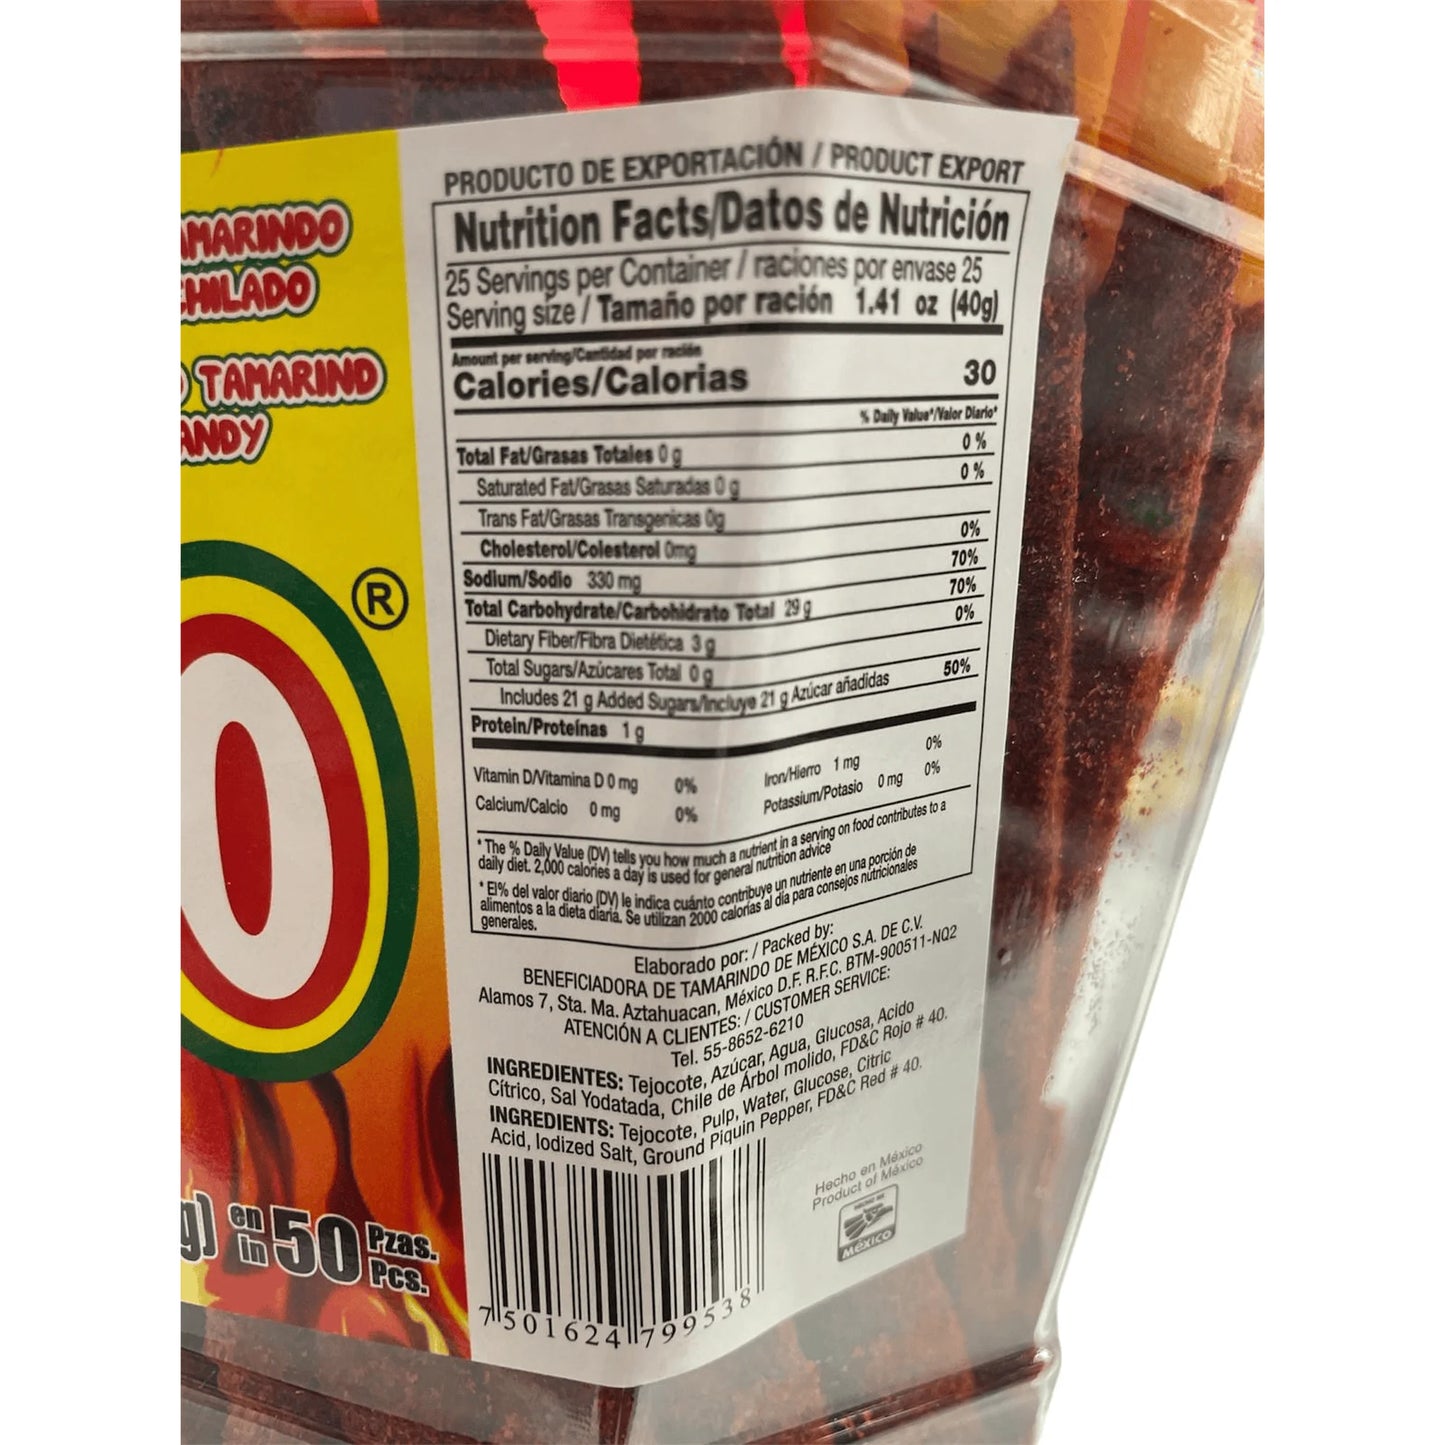 AMARINDO
CHILADO
TAMARIND
ANDY
®
g) en in 50 Pzas. Pcs.
PRODUCTO DE EXPORTACIÓN / PRODUCT EXPORT
Nutrition Facts/Datos de Nutrición
25 Servings per Container / raciones por envase 25
Serving size / Tamaño por ración 1.41 oz (40g)
Amount per serving/Cantidad por ración
Calories/Calorias 30
% Daily Value*/Valor Diario*
Total Fat/Grasas Totales 0 g 0 %
Saturated Fat/Grasas Saturadas 0 g 0 %
Trans Fat/Grasas Transgenicas 0g
Cholesterol/Colesterol 0mg 0%
Sodium/Sodio 330 mg 70%
Total Carbohydrate/Carbohidrato Total 29 g 70%
Dietary Fiber/Fibra Dietética 3 g 0%
Total Sugars/Azúcares Total 0 g
Includes 21 g Added Sugars/Incluye 21 g Azúcar añadidas 50%
Protein/Proteínas 1 g
Vitamin D/Vitamina D 0 mg 0% Iron/Hierro 1 mg 0%
Calcium/Calcio 0 mg 0% Potassium/Potasio 0 mg 0%
* The % Daily Value (DV) tells you how much a nutrient in a serving on food contributes to a
daily diet. 2,000 calories a day is used for general nutrition advice
* El% del valor diario (DV) le indica cuánto contribuye un nutriente en una porción de
alimentos a la dieta diaria. Se utilizan 2000 calorías al día para consejos nutricionales
generales.
Elaborado por: / Packed by:
BENEFICIADORA DE TAMARINDO DE MÉXICO S.A. DE C.V.
Alamos 7, Sta. Ma. Aztahuacan, México D.F. R.F.C. BTM-900511-NQ2
ATENCIÓN A CLIENTES: / CUSTOMER SERVICE:
Tel. 55-8652-6210
INGREDIENTES: Tejocote, Azúcar, Agua, Glucosa, Acido
Cítrico, Sal Yodatada, Chile de Árbol molido, FD&C Rojo # 40.
INGREDIENTS: Tejocote, Pulp, Water, Glucose, Citric
Acid, Iodized Salt, Ground Piquin Pepper, FD&C Red # 40.
Hecho en México
Product of México
HECHO EN
MÉXICO
7 501624 799538